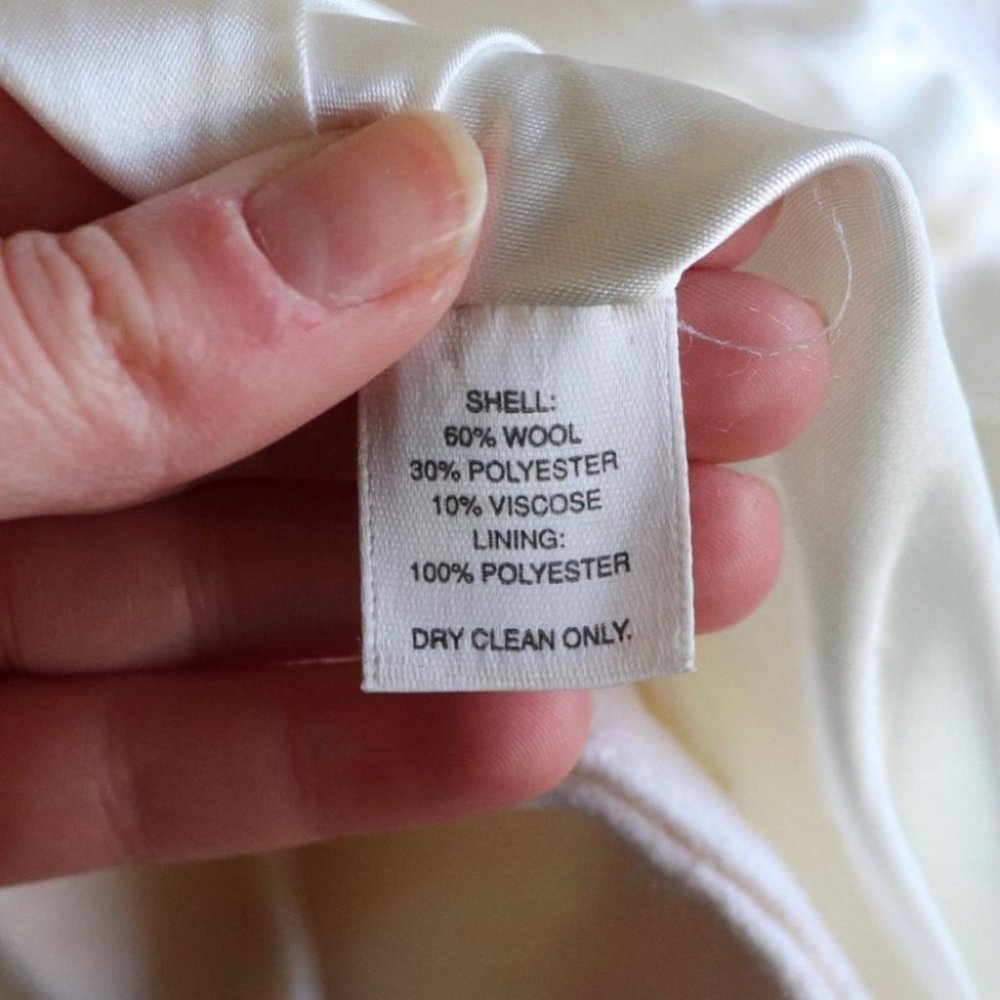 SHELL:
60% WOOL
30% POLYESTER
10% VISCOSE
LINING:
100% POLYESTER
DRY CLEAN ONLY.